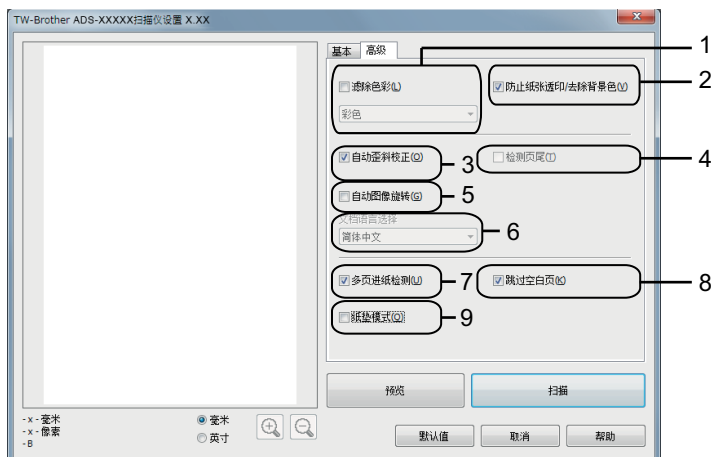 TW-Brother ADS-XXXXX扫描仪设置 X.XX
基本 高级
1
滤除色彩(L)
防止纸张透印/去除背景色(V)
2
彩色
自动歪斜校正(O)
3
检测页尾(T)
4
自动图像旋转(G)
5
文档语言选择
简体中文
6
多页进纸检测(U)
7
跳过空白页(K)
8
纸垫模式(Q)
9
预览
扫描
- x - 毫米
- x - 像素
- B
毫米
英寸
默认值
取消
帮助